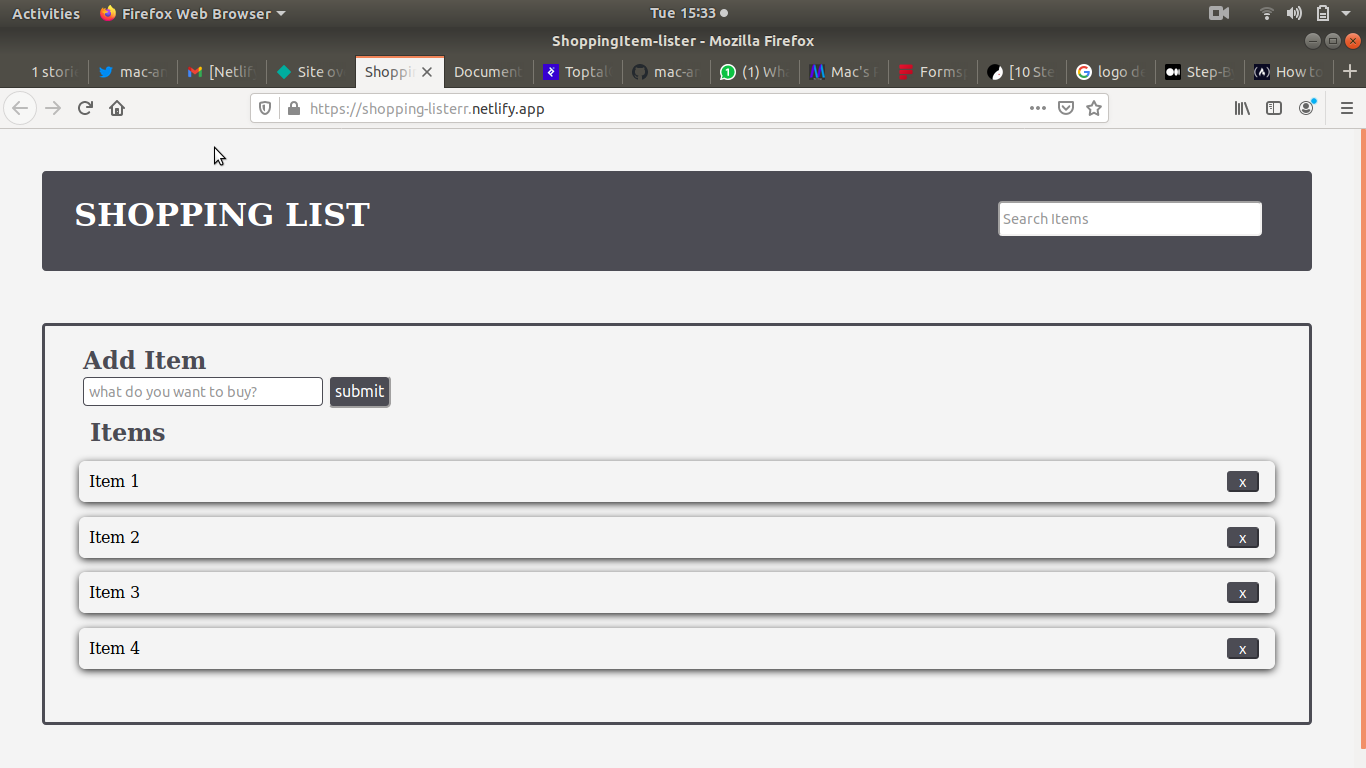 Activities Firefox Web Browser Tue 15:33
ShoppingItem-lister - Mozilla Firefox
1 stori mac-ar [Netlify Site ov Shoppin Document Toptal mac-ar (1) Wha Mac's Forms [10 Ste logo de Step-B How to
https://shopping-listerr.netlify.app
SHOPPING LIST
Search Items
Add Item
what do you want to buy?
submit
Items
Item 1 x
Item 2 x
Item 3 x
Item 4 x